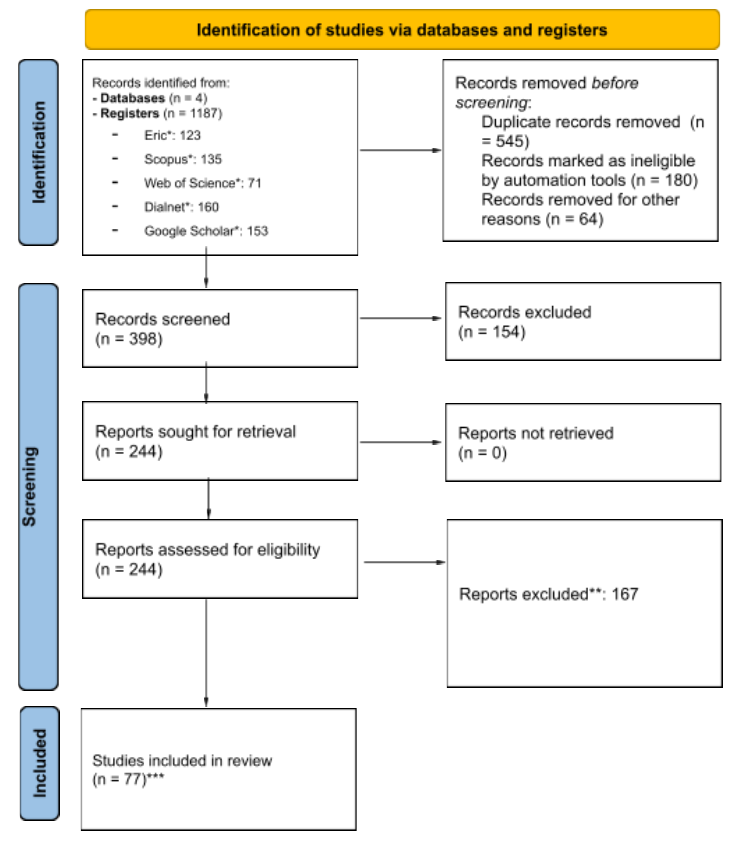 Identification of studies via databases and registers
Identification
Records identified from:
- Databases (n = 4)
- Registers (n = 1187)
- Eric*: 123
- Scopus*: 135
- Web of Science*: 71
- Dialnet*: 160
- Google Scholar*: 153
Records removed before
screening:
Duplicate records removed (n
= 545)
Records marked as ineligible
by automation tools (n = 180)
Records removed for other
reasons (n = 64)
Screening
Records screened
(n = 398)
Records excluded
(n = 154)
Reports sought for retrieval
(n = 244)
Reports not retrieved
(n = 0)
Reports assessed for eligibility
(n = 244)
Reports excluded**: 167
Included
Studies included in review
(n = 77)***